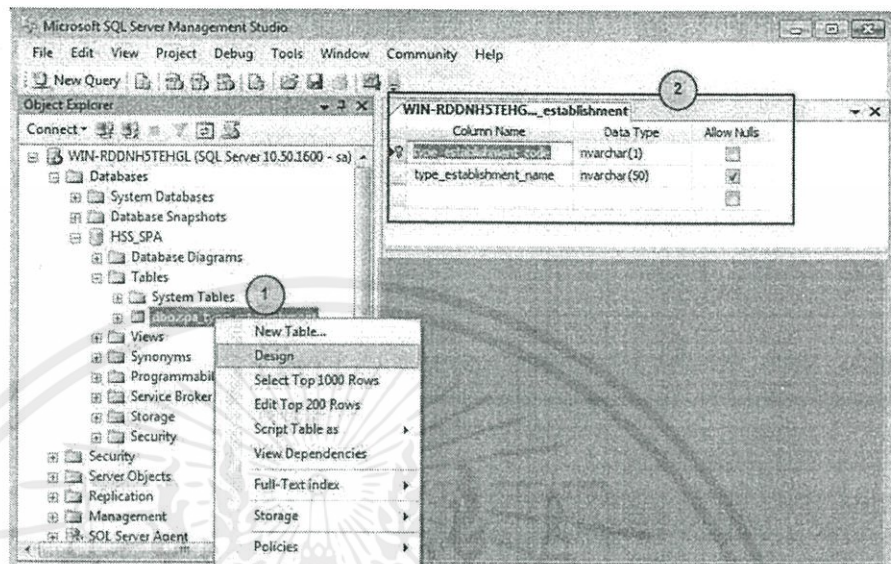 Microsoft SQL Server Management Studio
File Edit View Project Debug Tools Window Community Help
New Query
Object Explorer
Connect
WIN-RDDNH5TEHGL (SQL Server 10.50.1600 - sa)
Databases
System Databases
Database Snapshots
HSS_SPA
Database Diagrams
Tables
System Tables
1
Views
Synonyms
Programmabil
Service Broker
Storage
Security
Security
Server Objects
Replication
Management
SQL Server Agent
New Table...
Design
Select Top 1000 Rows
Edit Top 200 Rows
Script Table as
View Dependencies
Full-Text index
Storage
Policies
2
WIN-RDDNH5TEHG..._establishment
Column Name Data Type Allow Nulls
type_establishment_code nvarchar(1)
type_establishment_name nvarchar(50)